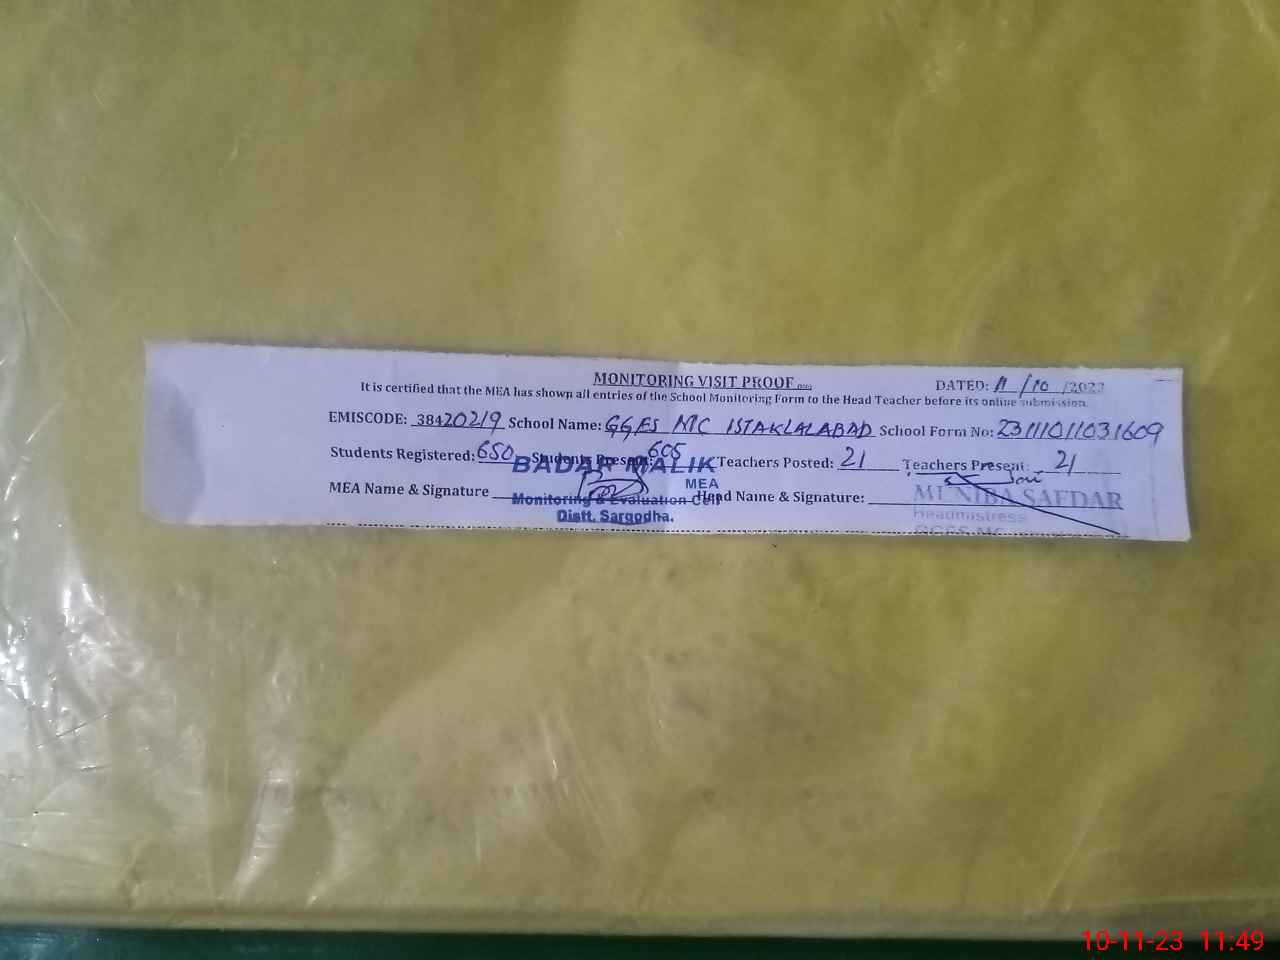 MONITORING VISIT PROOF
DATED: 11/10/2023
It is certified that the MEA has shown all entries of the School Monitoring Form to the Head Teacher before its online submission.
EMISCODE: 38420219 School Name: GGES MC ISTAKLALABAD School Form No: 23111011031609
Students Registered: 650 Students Present: 605 Teachers Posted: 21 Teachers Present: 21
BADAR MALIK
MEA
MEA Name & Signature Head Name & Signature:
Monitoring & Evaluation Cell
Distt. Sargodha.
MUNIBA SAFDAR
Headmistress
GGES MC
10-11-23 11:49